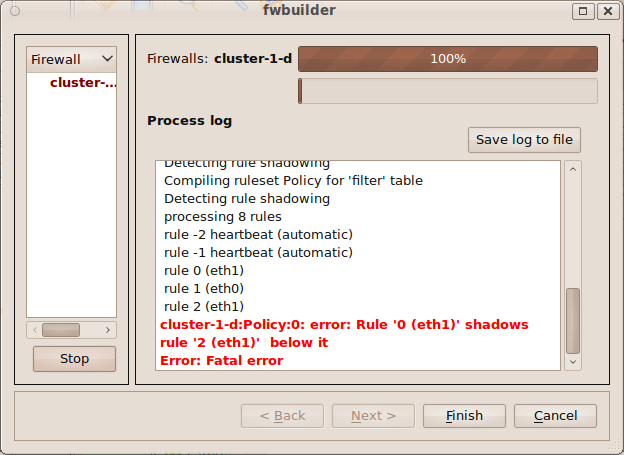 fwbuilder
Firewall
cluster-...
Stop
Firewalls: cluster-1-d
100%
Process log
Save log to file
Detecting rule shadowing
Compiling ruleset Policy for 'filter' table
Detecting rule shadowing
processing 8 rules
rule -2 heartbeat (automatic)
rule -1 heartbeat (automatic)
rule 0 (eth1)
rule 1 (eth0)
rule 2 (eth1)
cluster-1-d:Policy:0: error: Rule '0 (eth1)' shadows
rule '2 (eth1)'  below it
Error: Fatal error
< Back
Next >
Finish
Cancel